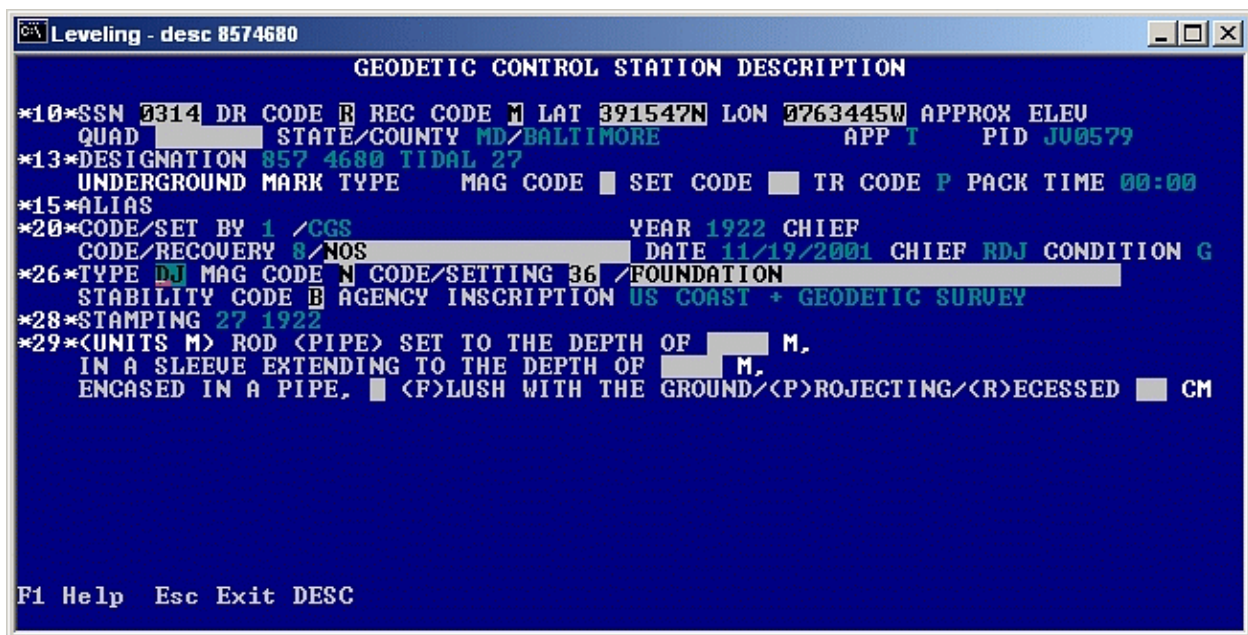 Leveling - desc 8574680
GEODETIC CONTROL STATION DESCRIPTION
*10*SSN 0314 DR CODE R REC CODE M LAT 391547N LON 0763445W APPROX ELEV
QUAD STATE/COUNTY MD/BALTIMORE APP T PID JV0579
*13*DESIGNATION 857 4680 TIDAL 27
UNDERGROUND MARK TYPE MAG CODE SET CODE TR CODE P PACK TIME 00:00
*15*ALIAS
*20*CODE/SET BY 1 /CGS YEAR 1922 CHIEF
CODE/RECOVERY 8/NOS DATE 11/19/2001 CHIEF RDJ CONDITION G
*26*TYPE DJ MAG CODE N CODE/SETTING 36 /FOUNDATION
STABILITY CODE B AGENCY INSCRIPTION US COAST + GEODETIC SURVEY
*28*STAMPING 27 1922
*29*(UNITS M) ROD (PIPE) SET TO THE DEPTH OF M,
IN A SLEEVE EXTENDING TO THE DEPTH OF M,
ENCASED IN A PIPE, (F)LUSH WITH THE GROUND/(P)ROJECTING/(R)ECESSED CM
F1 Help Esc Exit DESC